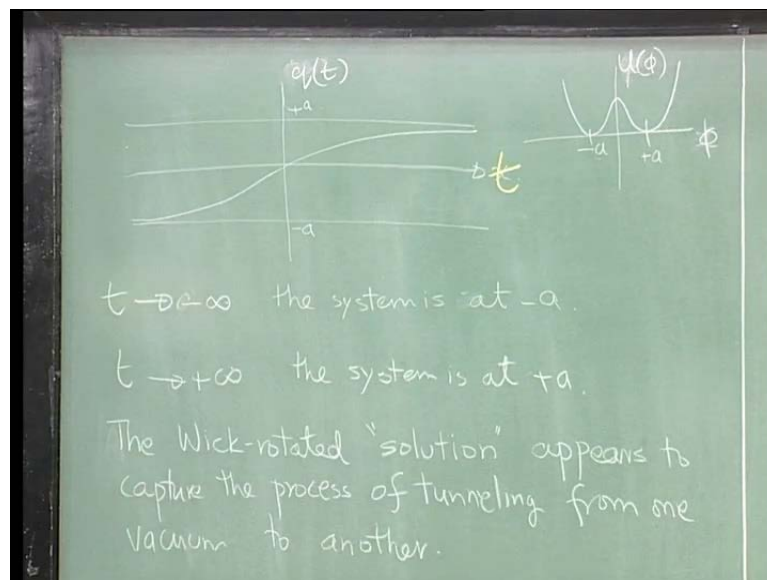 q(t)
+a
t
-a
V(ϕ)
-a
+a
ϕ
t → -∞ the system is at -a.
t → +∞ the system is at +a.
The Wick-rotated "solution" appears to
capture the process of tunneling from one
vacuum to another.